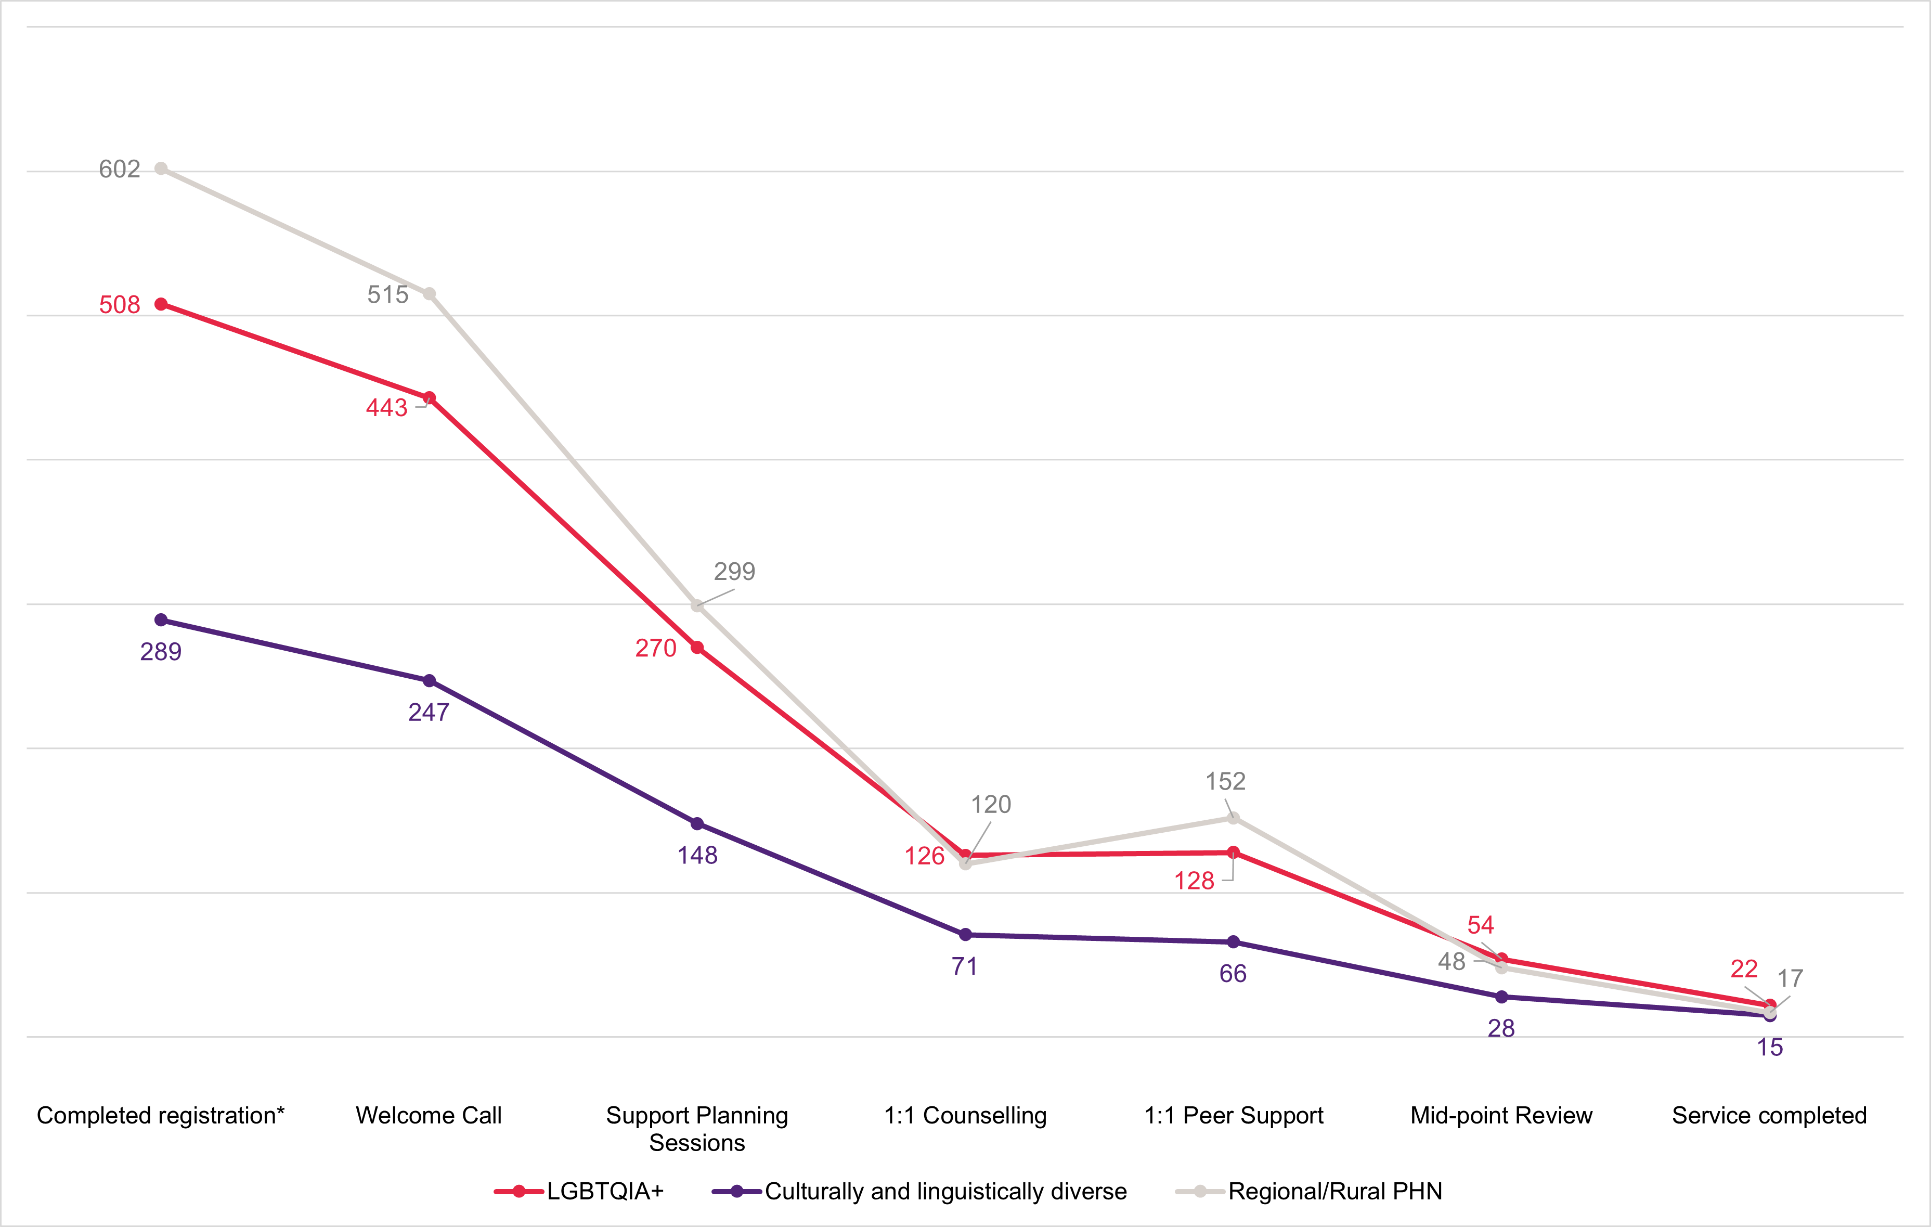 602
508
515
443
289
247
299
270
148
120
126
71
152
128
66
54
48
28
22
17
15
Completed registration*
Welcome Call
Support Planning
Sessions
1:1 Counselling
1:1 Peer Support
Mid-point Review
Service completed
LGBTQIA+
Culturally and linguistically diverse
Regional/Rural PHN